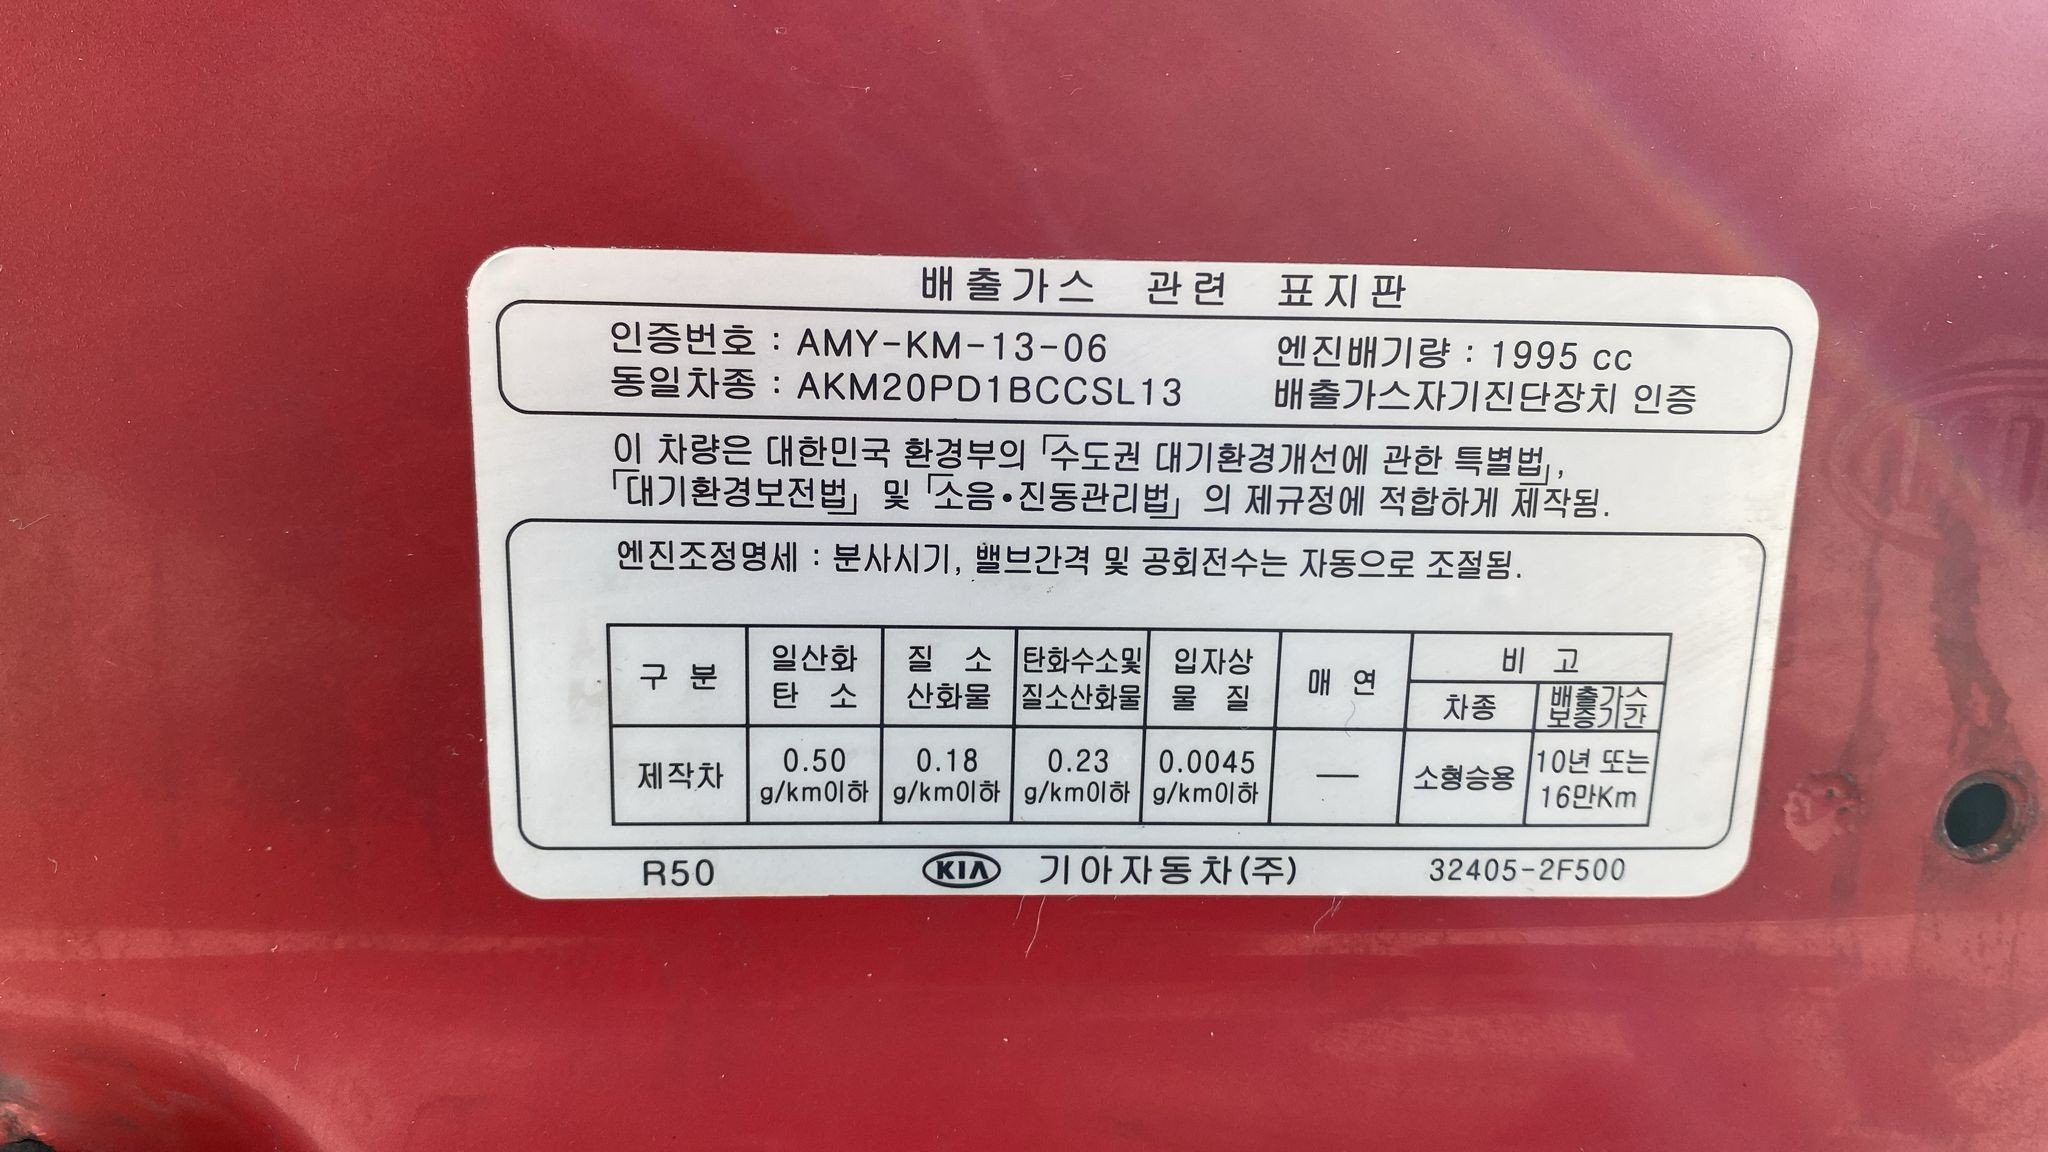 배출가스 관련 표지판
인증번호 : AMY-KM-13-06 엔진배기량 : 1995 cc
동일차종 : AKM20PD1BCCSL13 배출가스자기진단장치 인증
이 차량은 대한민국 환경부의 「수도권 대기환경개선에 관한 특별법」,
「대기환경보전법」 및 「소음•진동관리법」 의 제규정에 적합하게 제작됨.
엔진조정명세 : 분사시기, 밸브간격 및 공회전수는 자동으로 조절됨.
구 분 일산화 탄 소 질 소 산화물 탄화수소및 질소산화물 입자상 물 질 매 연 비 고
차종 배출가스 보증기간
제작차 0.50 g/km이하 0.18 g/km이하 0.23 g/km이하 0.0045 g/km이하 — 소형승용 10년 또는 16만Km
R50 KIA 기아자동차(주) 32405-2F500